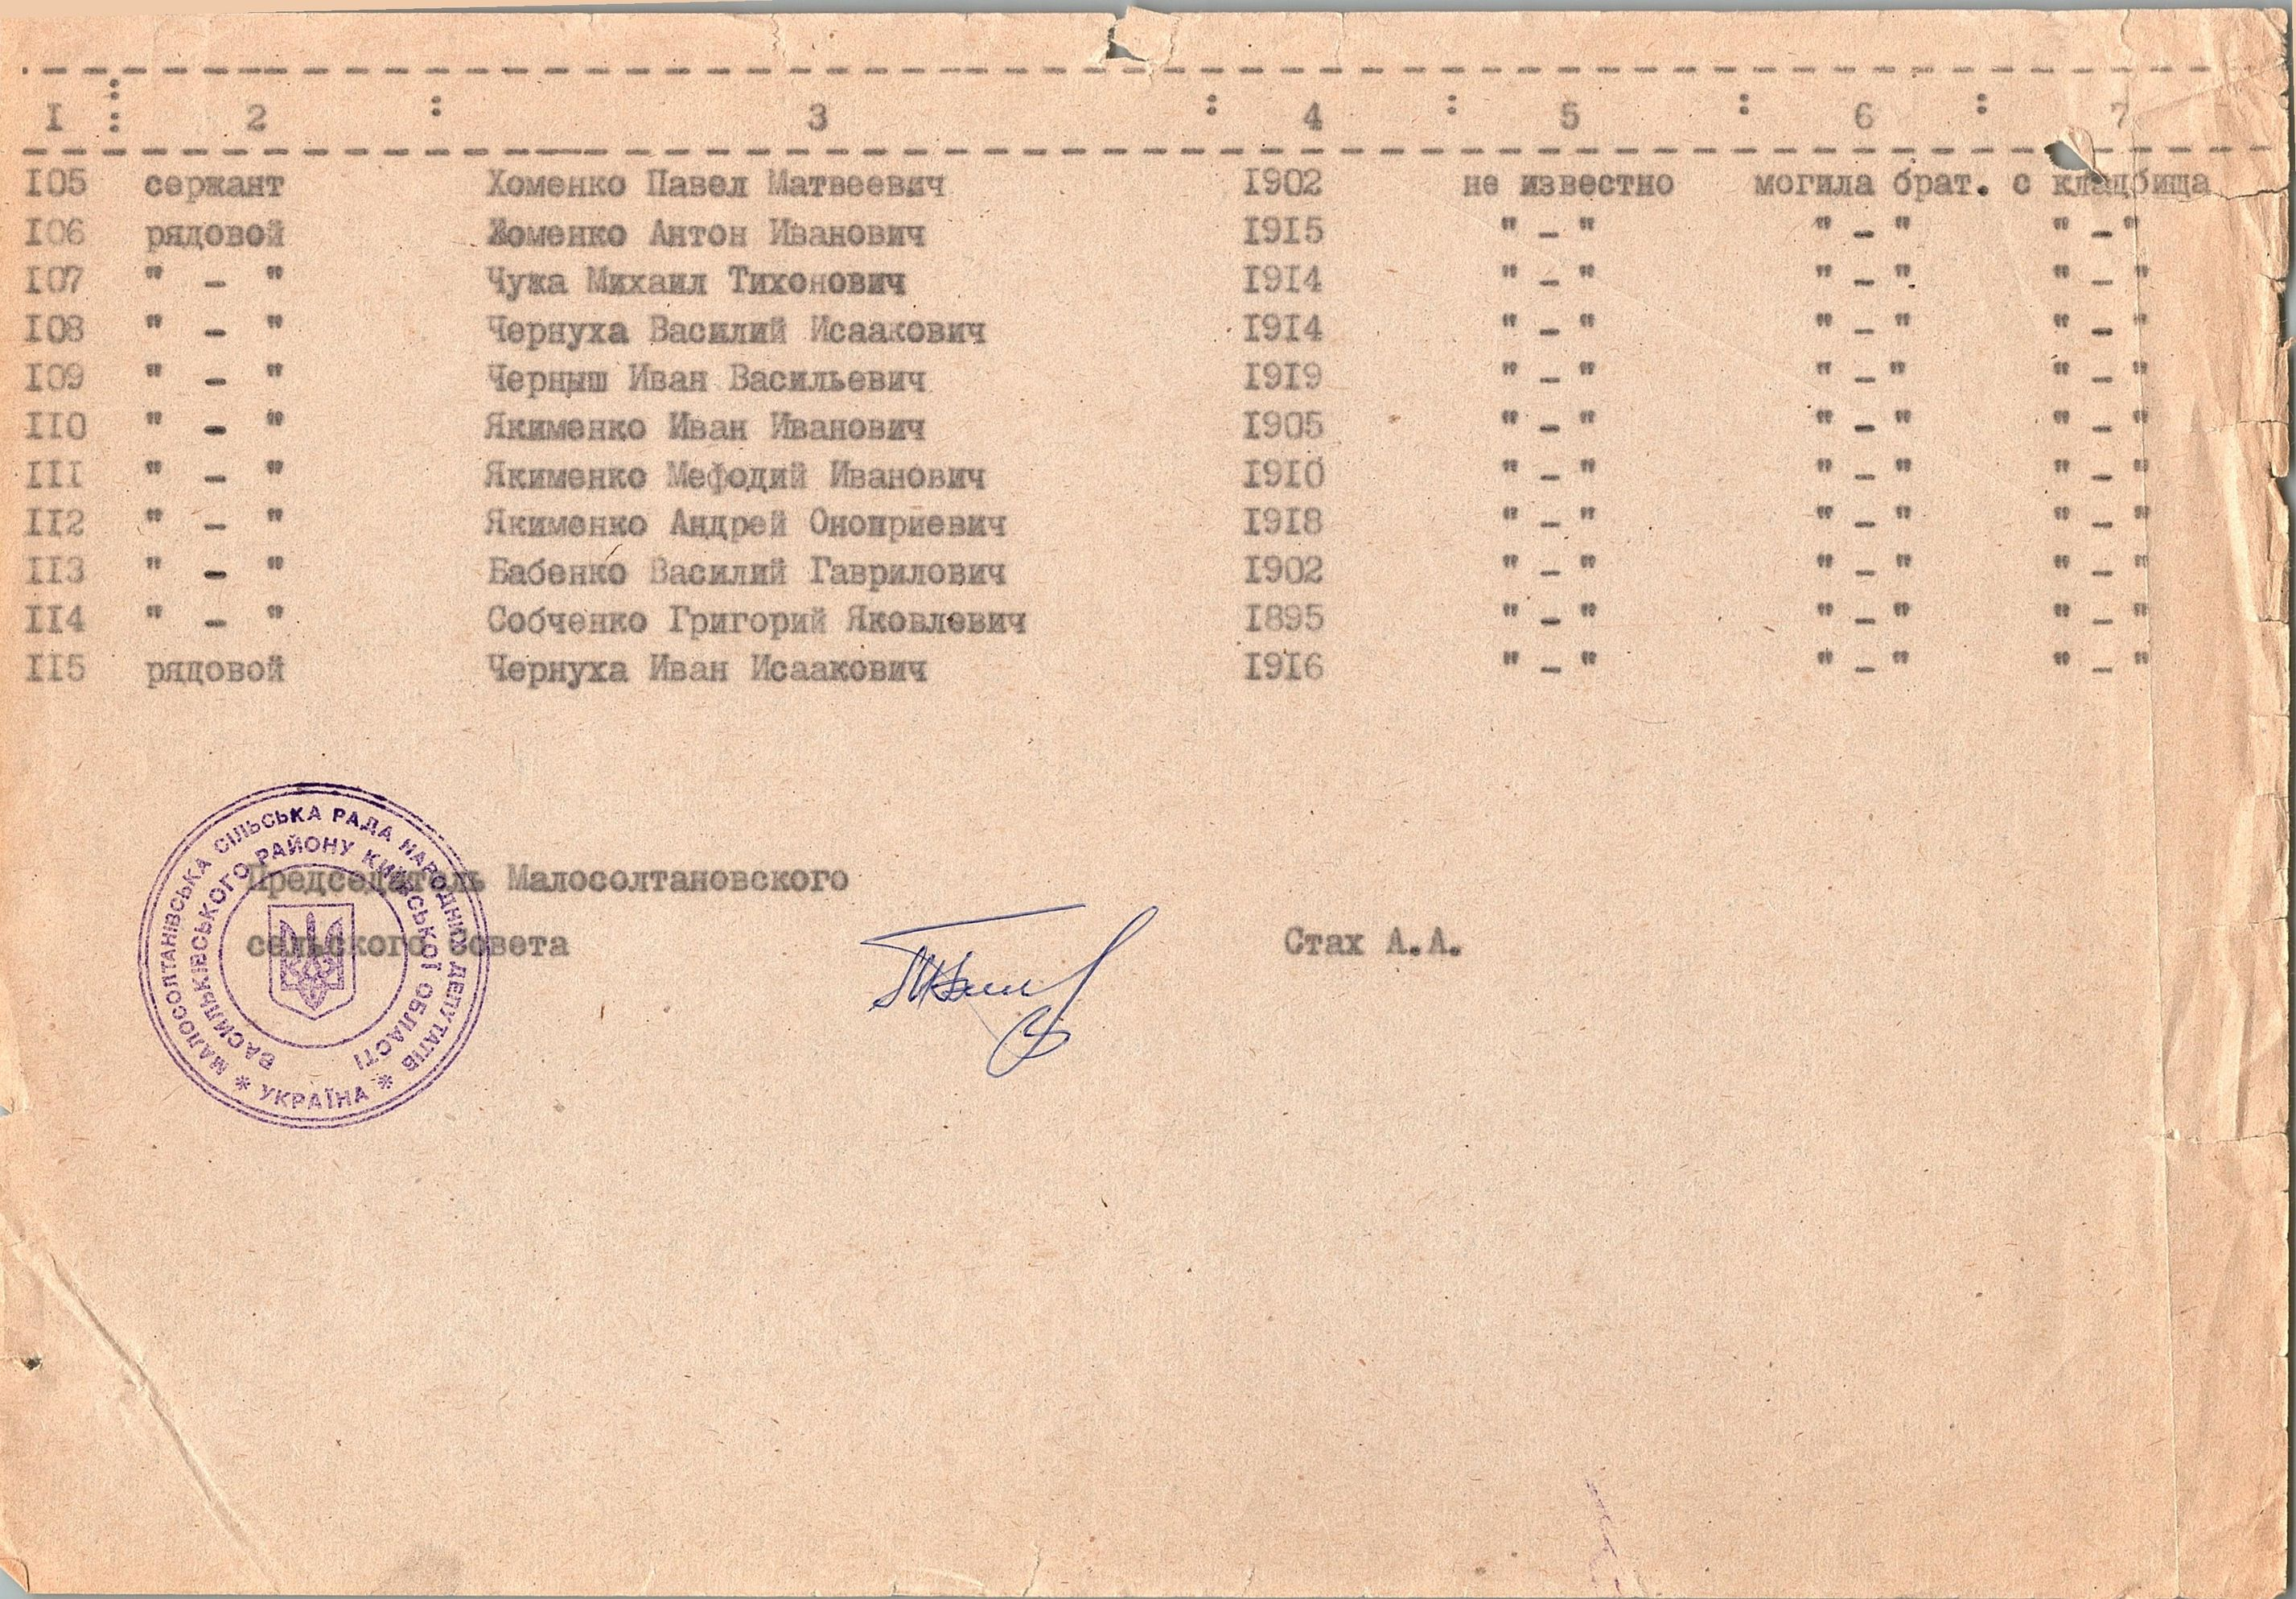 I : 2 : 3 : 4 : 5 : 6 : 7
I05 сержант Хоменко Павел Матвеевич I902 не известно могила брат. с кладбища
I06 рядовой Хоменко Антон Иванович I9I5 " - " " - " " - "
I07 " - " Чужа Михаил Тихонович I9I4 " - " " - " " - "
I08 " - " Чернуха Василий Исаакович I9I4 " - " " - " " - "
I09 " - " Черныш Иван Васильевич I9I9 " - " " - " " - "
II0 " - " Якименко Иван Иванович I905 " - " " - " " - "
III " - " Якименко Мефодий Иванович I9I0 " - " " - " " - "
II2 " - " Якименко Андрей Оноприевич I9I8 " - " " - " " - "
II3 " - " Бабенко Василий Гаврилович I902 " - " " - " " - "
II4 " - " Собченко Григорий Яковлевич I895 " - " " - " " - "
II5 рядовой Чернуха Иван Исаакович I9I6 " - " " - " " - "
Председатель Малосолтановского
сельского Совета Стах А.А.
МАЛОСОЛТАНІВСЬКА СІЛЬСЬКА РАДА НАРОДНИХ ДЕПУТАТІВ * УКРАЇНА *
ВАСИЛЬКІВСЬКОГО РАЙОНУ КИЇВСЬКОЇ ОБЛАСТІ